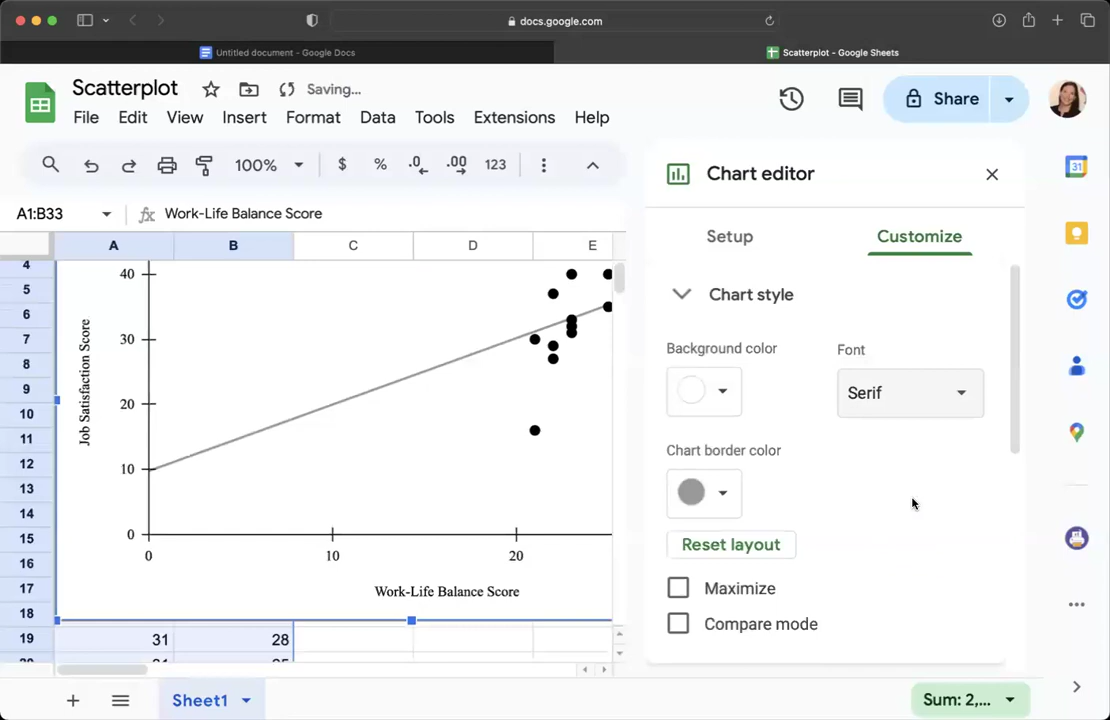 docs.google.com
Untitled document - Google Docs
Scatterplot - Google Sheets
Scatterplot
Saving...
Share
File Edit View Insert Format Data Tools Extensions Help
100% $ % .0 .00 123
A1:B33
fx Work-Life Balance Score
A B C D E
4
5
6
7
8
9
10
11
12
13
14
15
16
17
18
19 31 28
Job Satisfaction Score
40
30
20
10
0
0 10 20
Work-Life Balance Score
Chart editor
Setup Customize
Chart style
Background color
Font
Serif
Chart border color
Reset layout
Maximize
Compare mode
31
Sheet1
Sum: 2,...